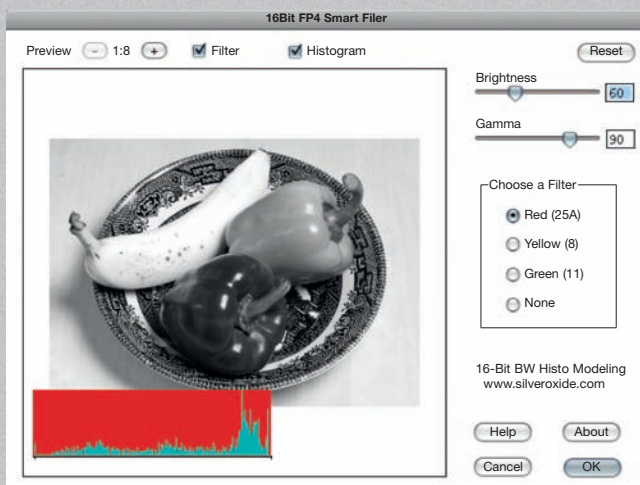 16Bit FP4 Smart Filer
Preview - 1:8 + Filter Histogram Reset
Brightness
60
Gamma
90
Choose a Filter
Red (25A)
Yellow (8)
Green (11)
None
16-Bit BW Histo Modeling
www.silveroxide.com
Help About
Cancel OK